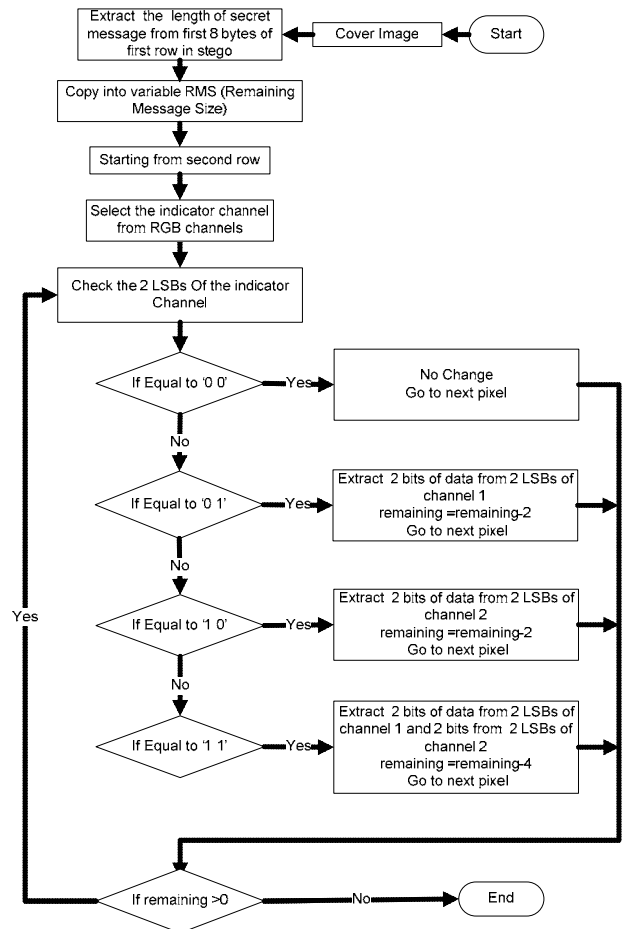 Start
Cover Image
Extract the length of secret
message from first 8 bytes of
first row in stego
Copy into variable RMS (Remaining
Message Size)
Starting from second row
Select the indicator channel
from RGB channels
Check the 2 LSBs Of the indicator
Channel
If Equal to ‘0 0’
Yes
No Change
Go to next pixel
No
If Equal to ‘0 1’
Yes
Extract 2 bits of data from 2 LSBs of
channel 1
remaining =remaining-2
Go to next pixel
No
If Equal to ‘1 0’
Yes
Extract 2 bits of data from 2 LSBs of
channel 2
remaining =remaining-2
Go to next pixel
No
If Equal to ‘1 1’
Yes
Extract 2 bits of data from 2 LSBs of
channel 1 and 2 bits from 2 LSBs of
channel 2
remaining =remaining-4
Go to next pixel
Yes
If remaining >0
No
End